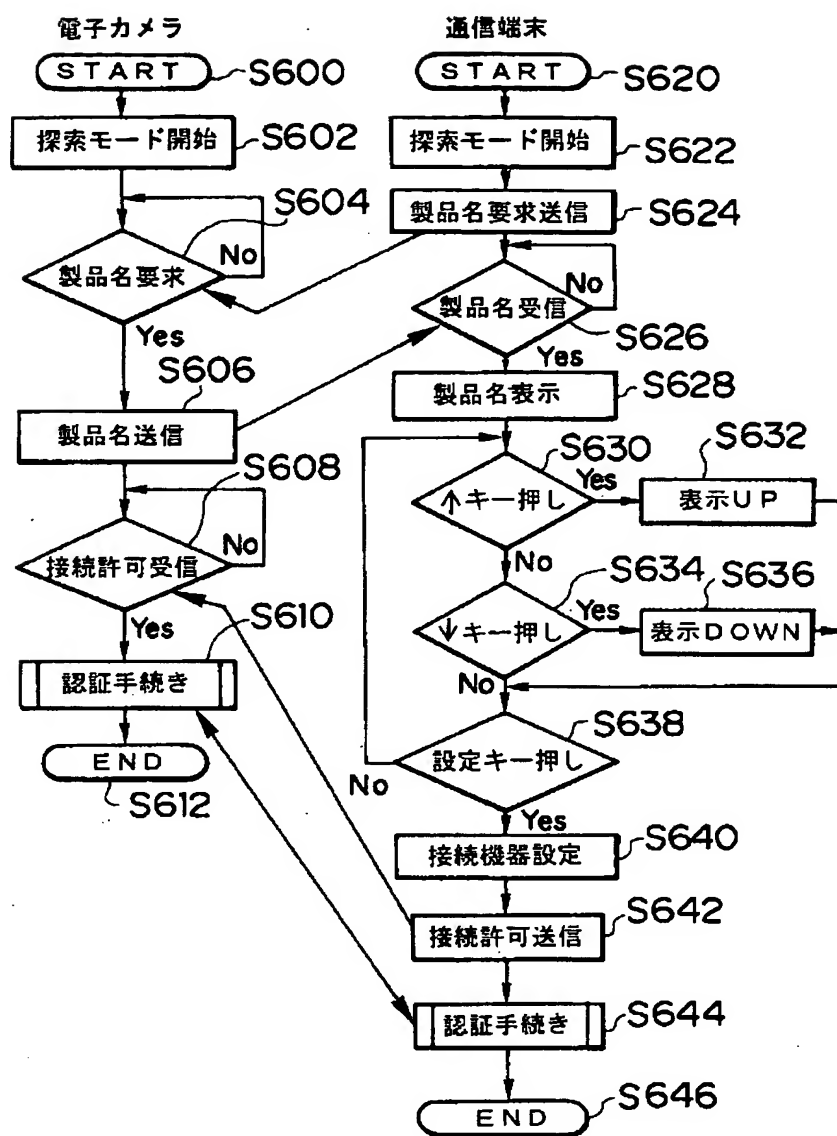 電子カメラ
START
S600
探索モード開始
S602
S604
製品名要求
No
Yes
S606
製品名送信
S608
接続許可受信
No
Yes
S610
認証手続き
END
S612
通信端末
START
S620
探索モード開始
S622
製品名要求送信
S624
製品名受信
No
S626
Yes
製品名表示
S628
S630
↑キー押し
Yes
S632
表示UP
No
S634
↓キー押し
Yes
S636
表示DOWN
No
S638
設定キー押し
No
Yes
接続機器設定
S640
接続許可送信
S642
認証手続き
S644
END
S646